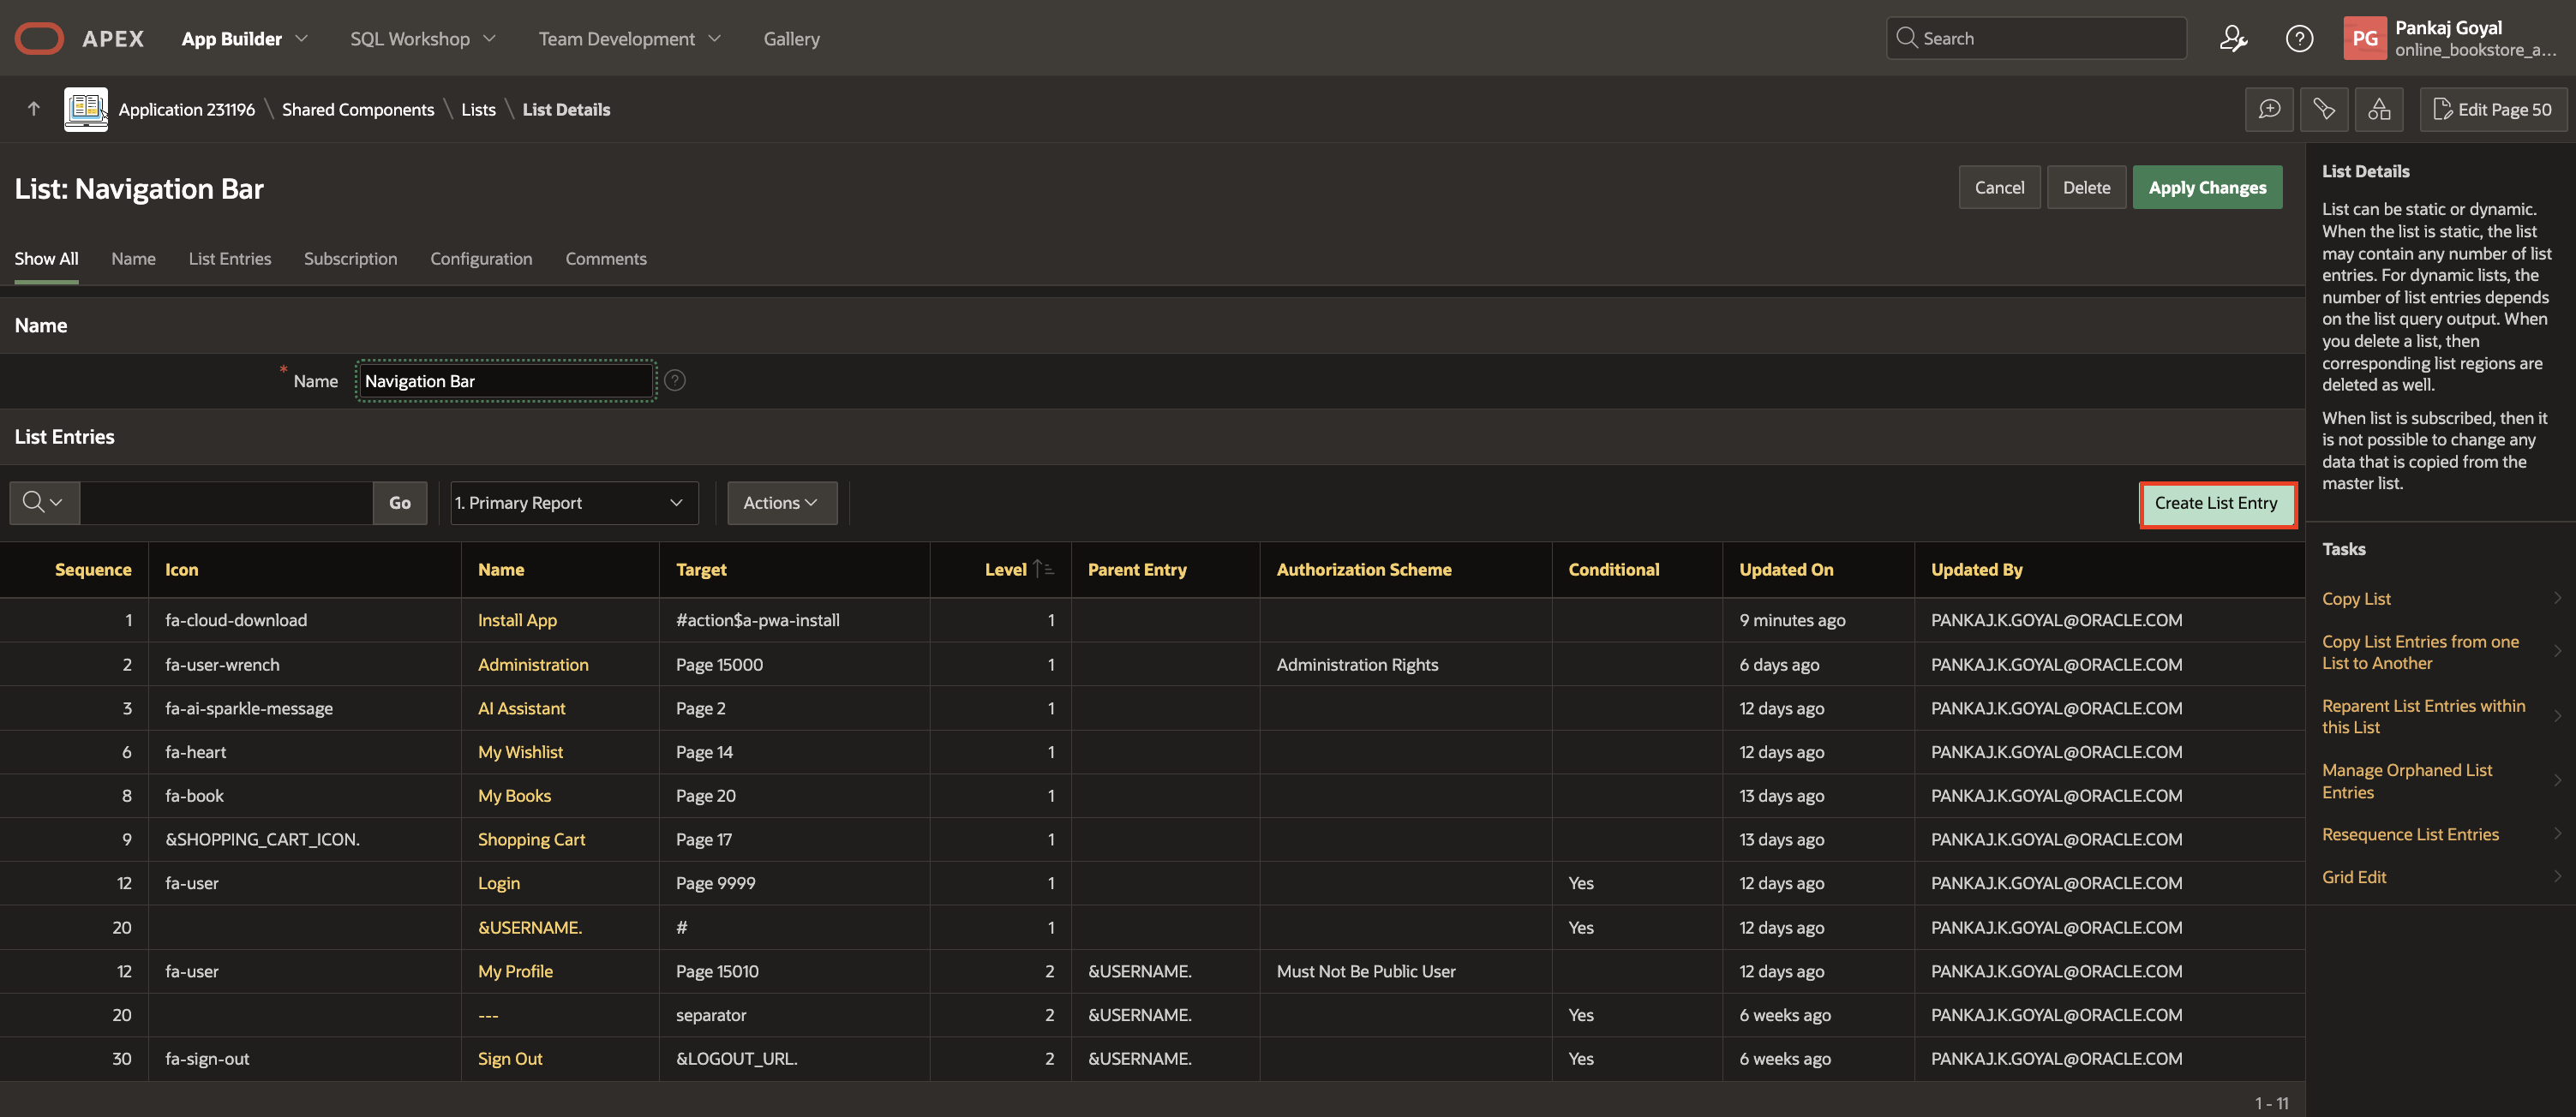 APEX App Builder SQL Workshop Team Development Gallery Search PG Pankaj Goyal
online_bookstore_a...
Application 231196 \ Shared Components \ Lists \ List Details Edit Page 50
List: Navigation Bar Cancel Delete Apply Changes
Show All Name List Entries Subscription Configuration Comments
Name
* Name Navigation Bar ?
List Entries
Go 1. Primary Report Actions Create List Entry
Sequence Icon Name Target Level Parent Entry Authorization Scheme Conditional Updated On Updated By
1 fa-cloud-download Install App #action$a-pwa-install 1 9 minutes ago PANKAJ.K.GOYAL@ORACLE.COM
2 fa-user-wrench Administration Page 15000 1 Administration Rights 6 days ago PANKAJ.K.GOYAL@ORACLE.COM
3 fa-ai-sparkle-message AI Assistant Page 2 1 12 days ago PANKAJ.K.GOYAL@ORACLE.COM
6 fa-heart My Wishlist Page 14 1 12 days ago PANKAJ.K.GOYAL@ORACLE.COM
8 fa-book My Books Page 20 1 13 days ago PANKAJ.K.GOYAL@ORACLE.COM
9 &SHOPPING_CART_ICON. Shopping Cart Page 17 1 13 days ago PANKAJ.K.GOYAL@ORACLE.COM
12 fa-user Login Page 9999 1 Yes 12 days ago PANKAJ.K.GOYAL@ORACLE.COM
20 &USERNAME. # 1 Yes 12 days ago PANKAJ.K.GOYAL@ORACLE.COM
12 fa-user My Profile Page 15010 2 &USERNAME. Must Not Be Public User 12 days ago PANKAJ.K.GOYAL@ORACLE.COM
20 --- separator 2 &USERNAME. Yes 6 weeks ago PANKAJ.K.GOYAL@ORACLE.COM
30 fa-sign-out Sign Out &LOGOUT_URL. 2 &USERNAME. Yes 6 weeks ago PANKAJ.K.GOYAL@ORACLE.COM
1 - 11
List Details
List can be static or dynamic.
When the list is static, the list
may contain any number of list
entries. For dynamic lists, the
number of list entries depends
on the list query output. When
you delete a list, then
corresponding list regions are
deleted as well.
When list is subscribed, then it
is not possible to change any
data that is copied from the
master list.
Tasks
Copy List
Copy List Entries from one
List to Another
Reparent List Entries within
this List
Manage Orphaned List
Entries
Resequence List Entries
Grid Edit